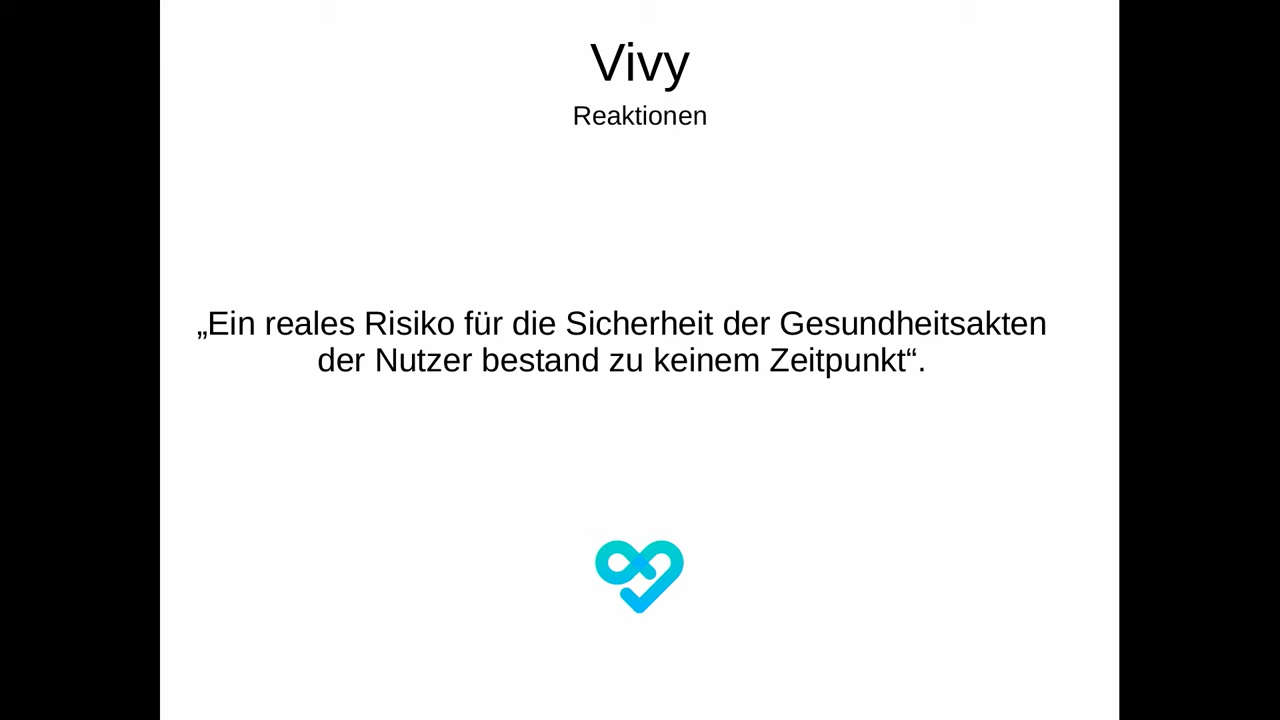 Vivy
Reaktionen
„Ein reales Risiko für die Sicherheit der Gesundheitsakten
der Nutzer bestand zu keinem Zeitpunkt“.